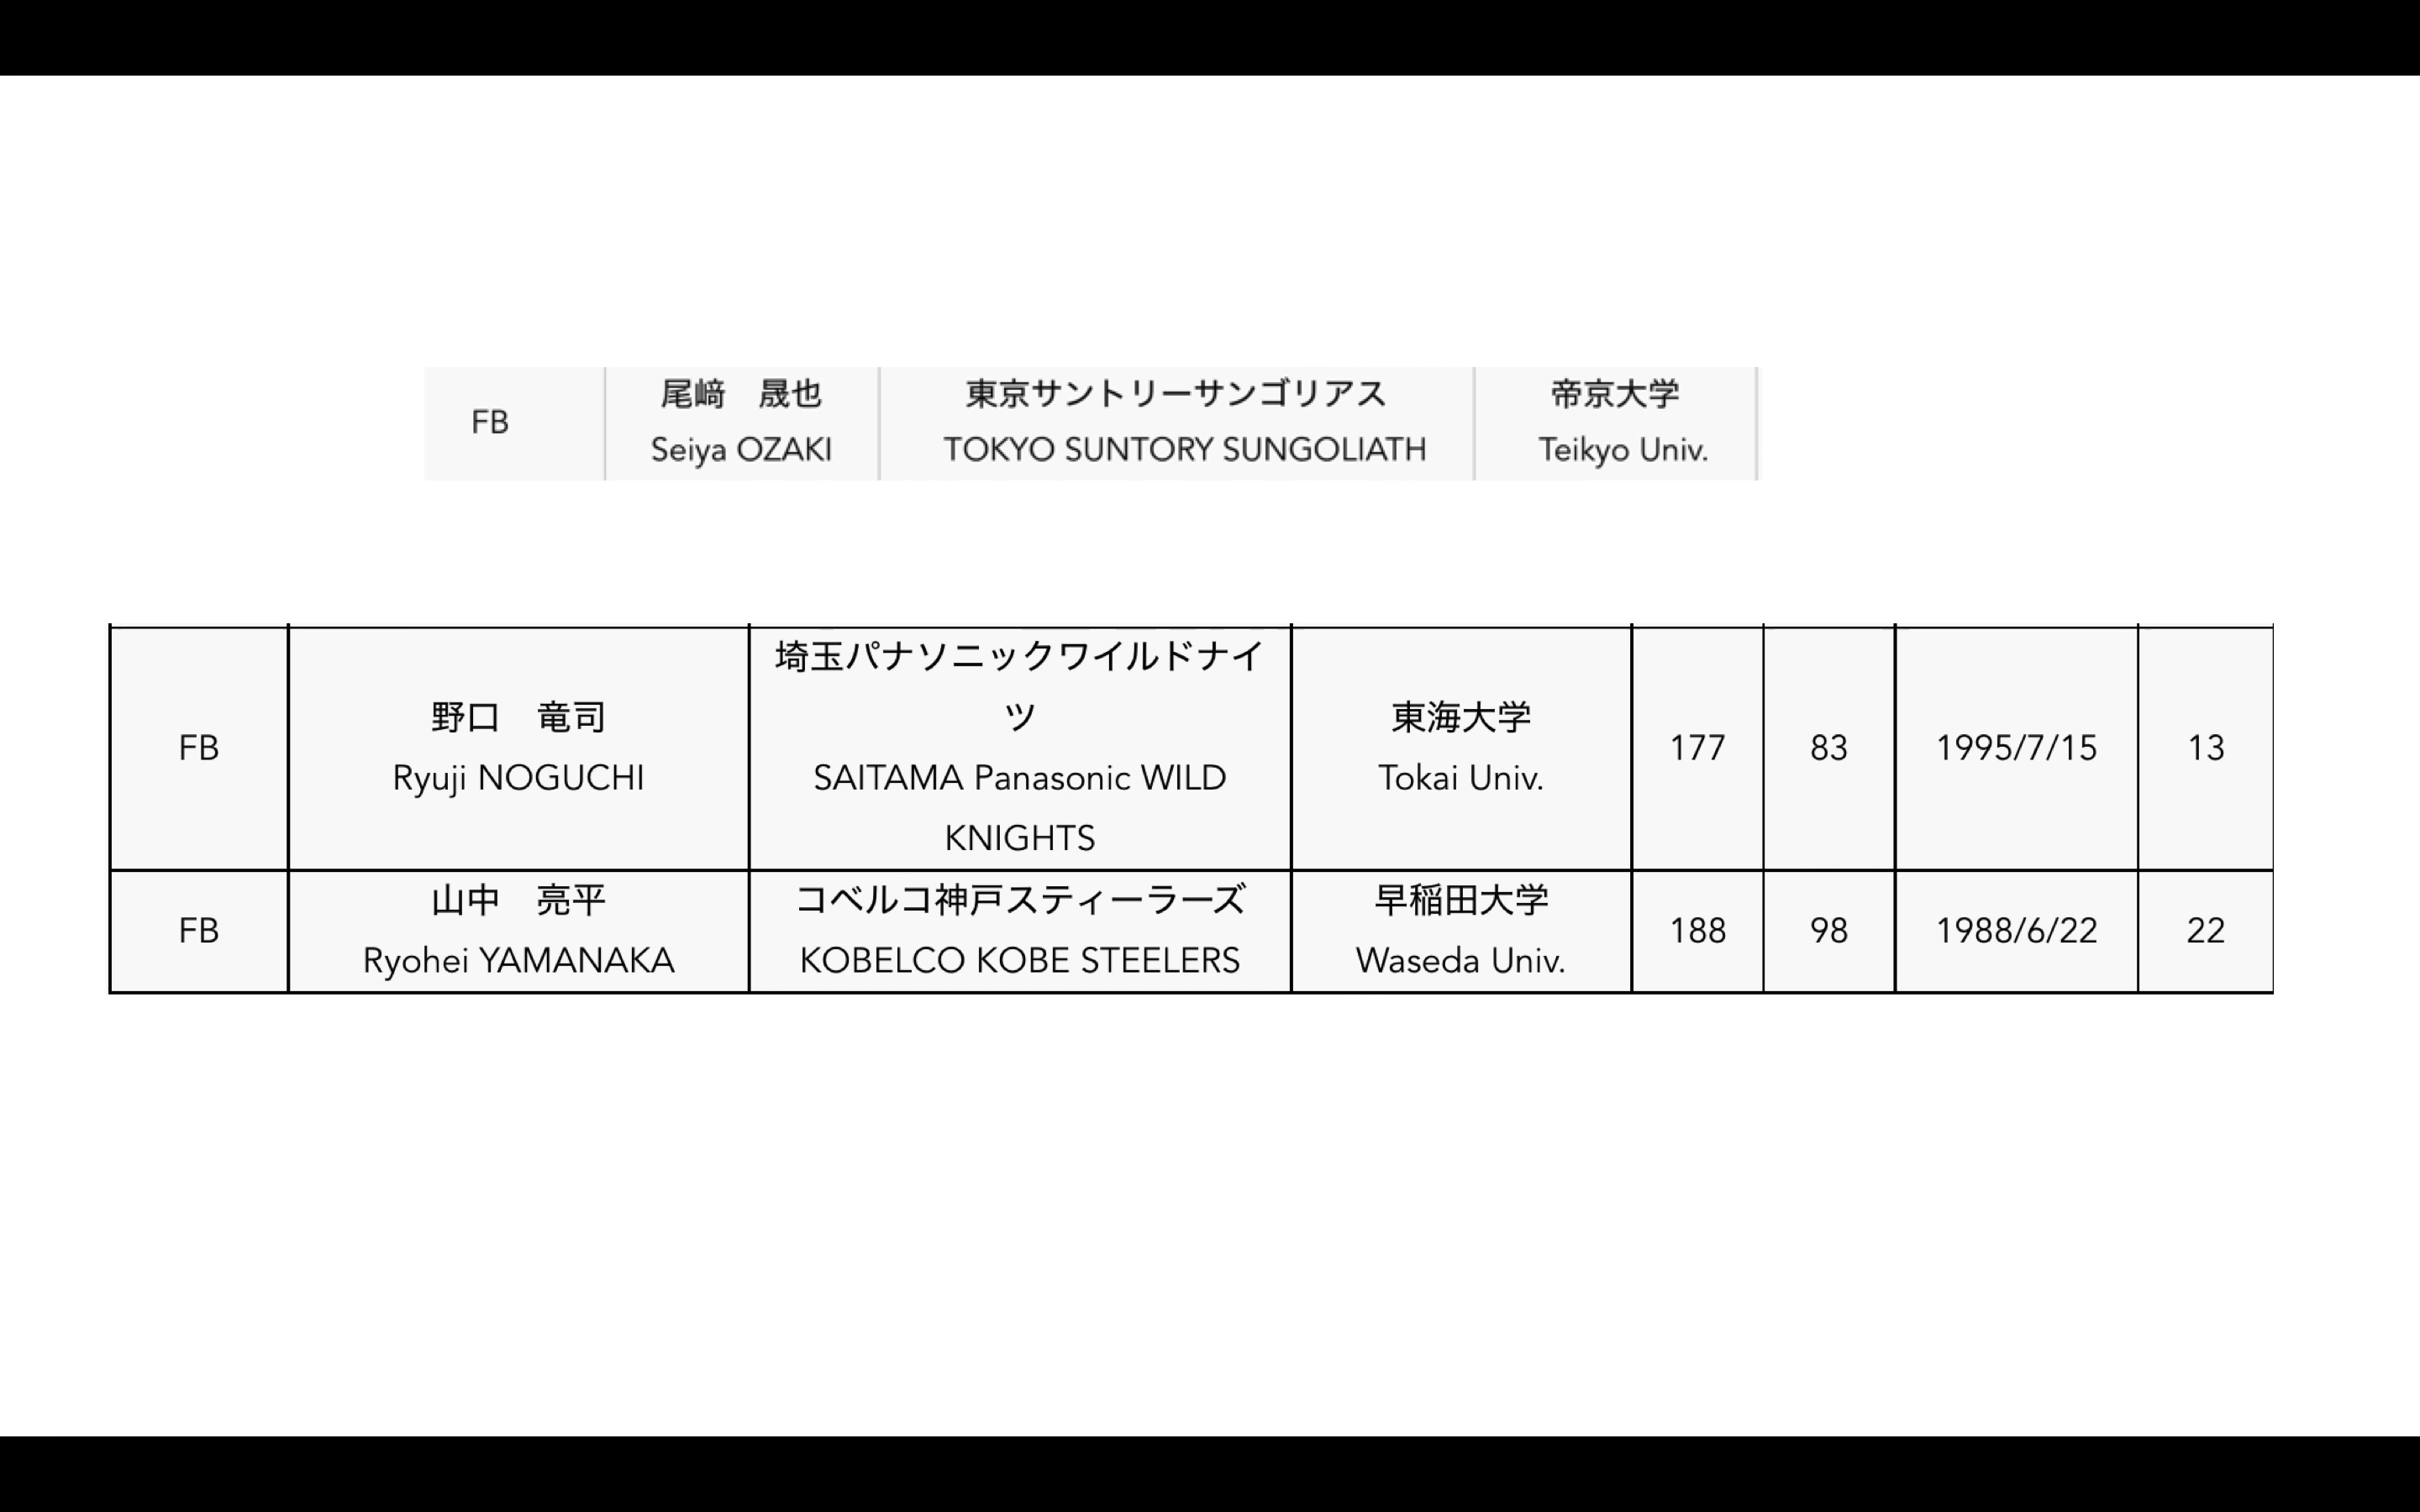 FB
尾﨑　晟也
Seiya OZAKI
東京サントリーサンゴリアス
TOKYO SUNTORY SUNGOLIATH
帝京大学
Teikyo Univ.
FB
野口　竜司
Ryuji NOGUCHI
埼玉パナソニックワイルドナイ
ツ
SAITAMA Panasonic WILD
KNIGHTS
東海大学
Tokai Univ.
177
83
1995/7/15
13
FB
山中　亮平
Ryohei YAMANAKA
コベルコ神戸スティーラーズ
KOBELCO KOBE STEELERS
早稲田大学
Waseda Univ.
188
98
1988/6/22
22